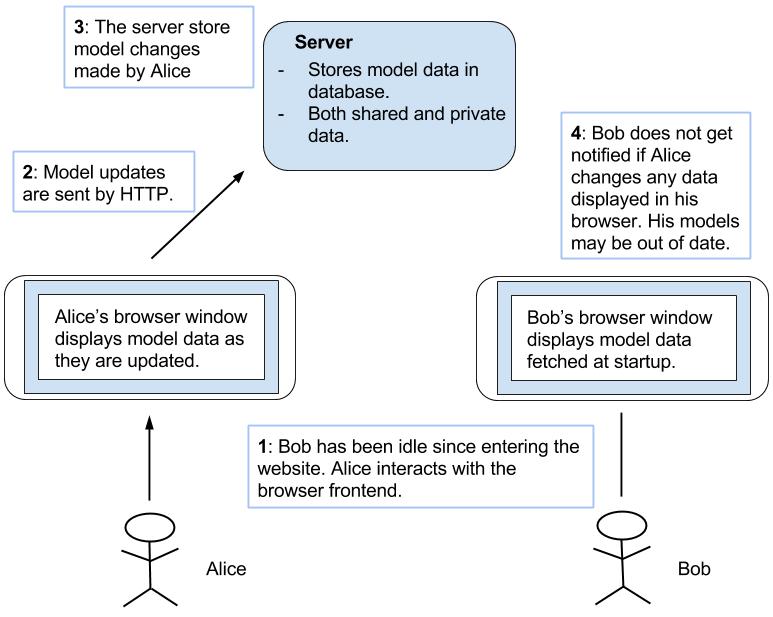 3: The server store
model changes
made by Alice
Server
- Stores model data in
database.
- Both shared and private
data.
4: Bob does not get
notified if Alice
changes any data
displayed in his
browser. His models
may be out of date.
2: Model updates
are sent by HTTP.
Alice’s browser window
displays model data as
they are updated.
Bob’s browser window
displays model data
fetched at startup.
1: Bob has been idle since entering the
website. Alice interacts with the
browser frontend.
Alice
Bob